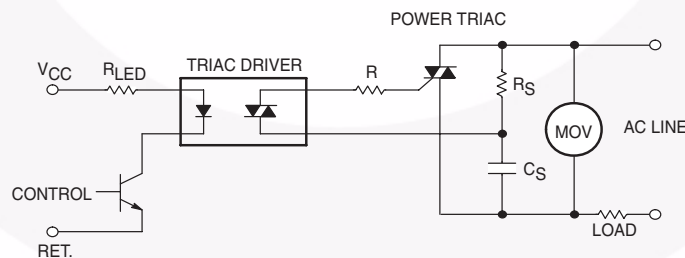 POWER TRIAC
VCC
RLED
TRIAC DRIVER
R
RS
MOV
AC LINE
CS
CONTROL
RET.
LOAD